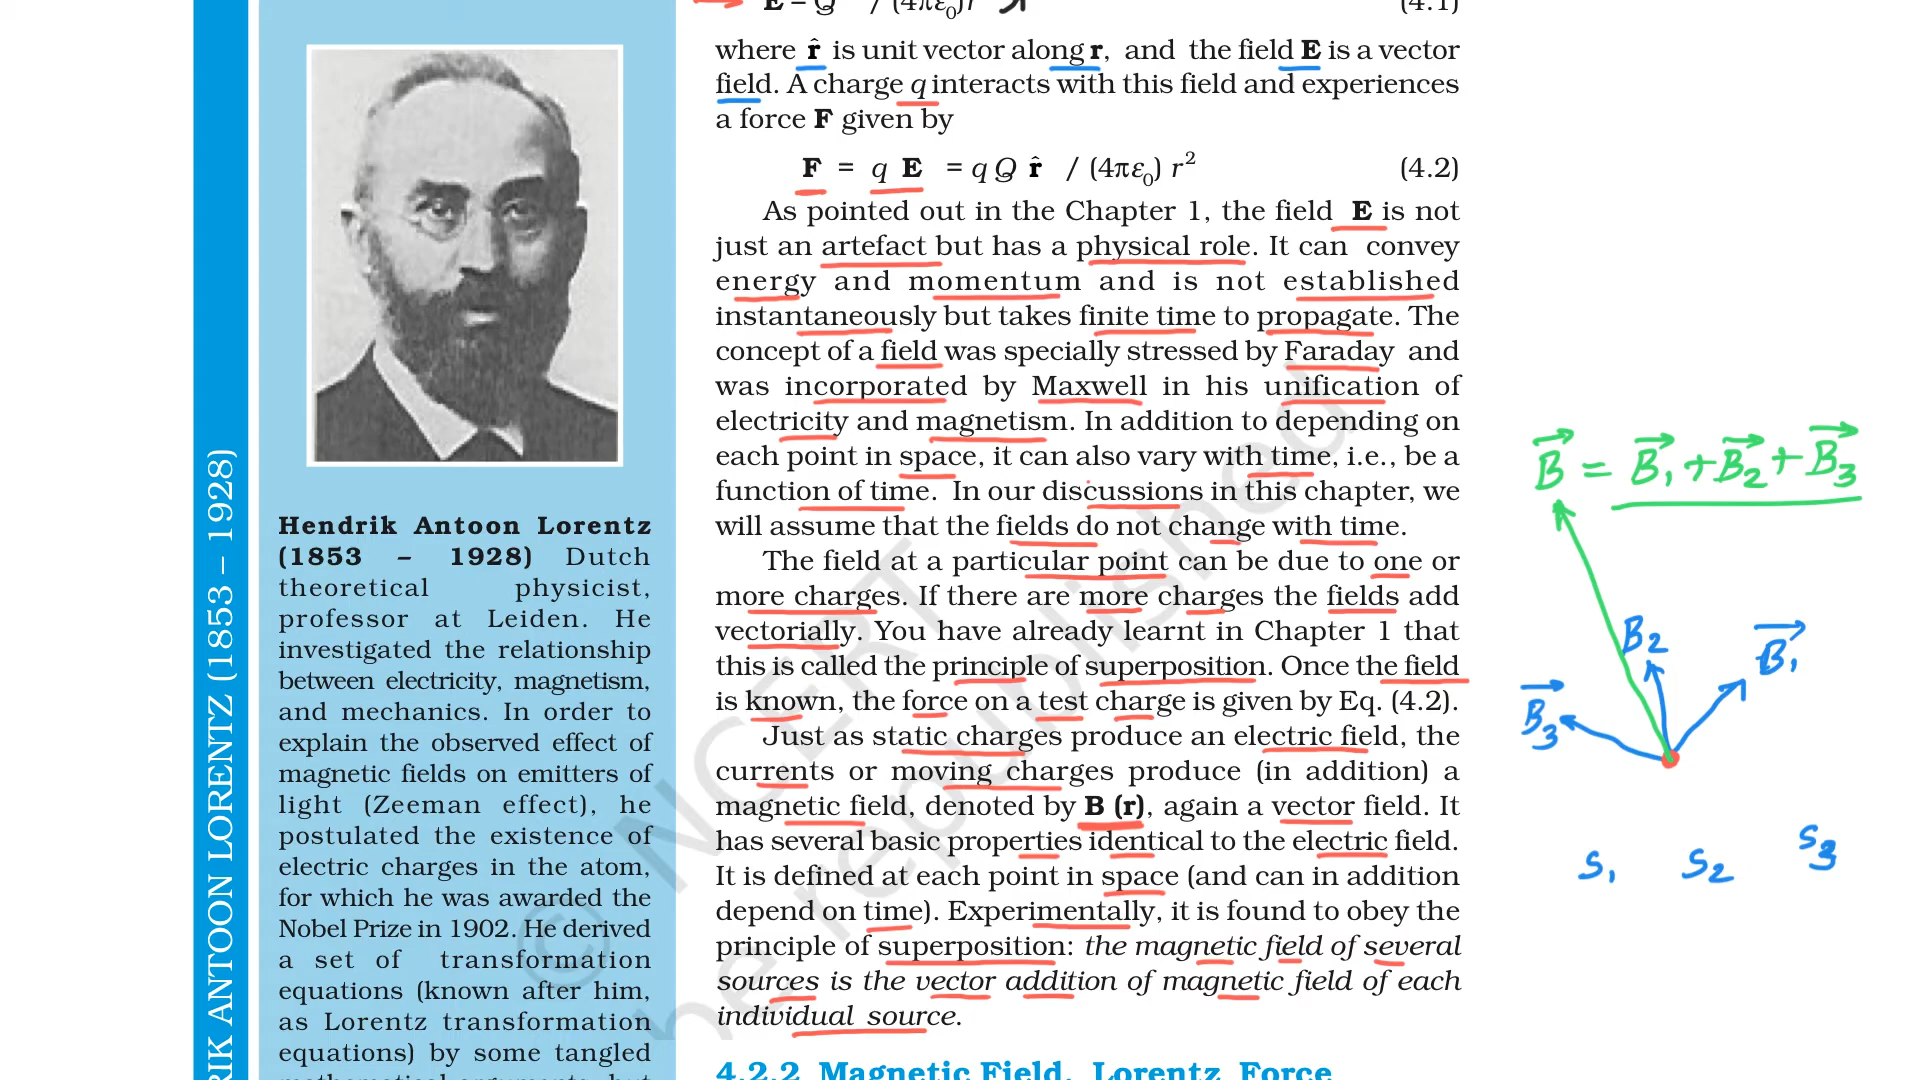 RIK ANTOON LORENTZ (1853 – 1928)
Hendrik Antoon Lorentz
(1853 – 1928) Dutch
theoretical physicist,
professor at Leiden. He
investigated the relationship
between electricity, magnetism,
and mechanics. In order to
explain the observed effect of
magnetic fields on emitters of
light (Zeeman effect), he
postulated the existence of
electric charges in the atom,
for which he was awarded the
Nobel Prize in 1902. He derived
a set of transformation
equations (known after him,
as Lorentz transformation
equations) by some tangled
E = Q / (4πε0)r (4.1)
where r̂ is unit vector along r, and the field E is a vector
field. A charge q interacts with this field and experiences
a force F given by
F = q E = q Q r̂ / (4πε0) r² (4.2)
As pointed out in the Chapter 1, the field E is not
just an artefact but has a physical role. It can convey
energy and momentum and is not established
instantaneously but takes finite time to propagate. The
concept of a field was specially stressed by Faraday and
was incorporated by Maxwell in his unification of
electricity and magnetism. In addition to depending on
each point in space, it can also vary with time, i.e., be a
function of time. In our discussions in this chapter, we
will assume that the fields do not change with time.
The field at a particular point can be due to one or
more charges. If there are more charges the fields add
vectorially. You have already learnt in Chapter 1 that
this is called the principle of superposition. Once the field
is known, the force on a test charge is given by Eq. (4.2).
Just as static charges produce an electric field, the
currents or moving charges produce (in addition) a
magnetic field, denoted by B (r), again a vector field. It
has several basic properties identical to the electric field.
It is defined at each point in space (and can in addition
depend on time). Experimentally, it is found to obey the
principle of superposition: the magnetic field of several
sources is the vector addition of magnetic field of each
individual source.
4.2.2 Magnetic Field, Lorentz Force
© NCERT
be republished
B⃗ = B⃗1 + B⃗2 + B⃗3
B2
B⃗1
B⃗3
S1 S2 S3